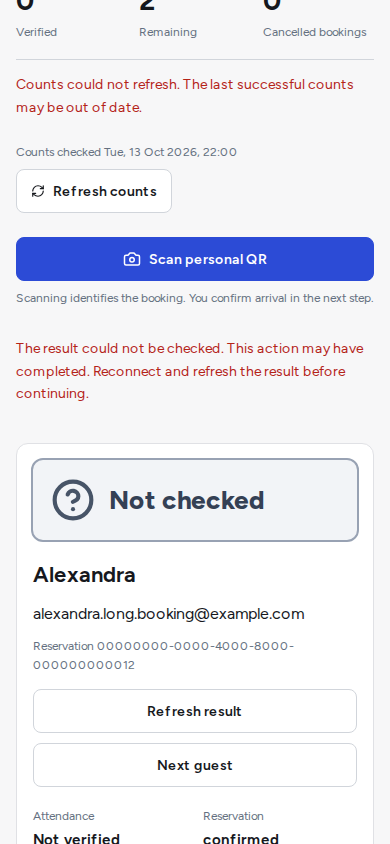 0 2 0
Verified Remaining Cancelled bookings
Counts could not refresh. The last successful counts
may be out of date.
Counts checked Tue, 13 Oct 2026, 22:00
Refresh counts
Scan personal QR
Scanning identifies the booking. You confirm arrival in the next step.
The result could not be checked. This action may have
completed. Reconnect and refresh the result before
continuing.
Not checked
Alexandra
alexandra.long.booking@example.com
Reservation 00000000-0000-4000-8000-
000000000012
Refresh result
Next guest
Attendance Reservation
Not verified confirmed